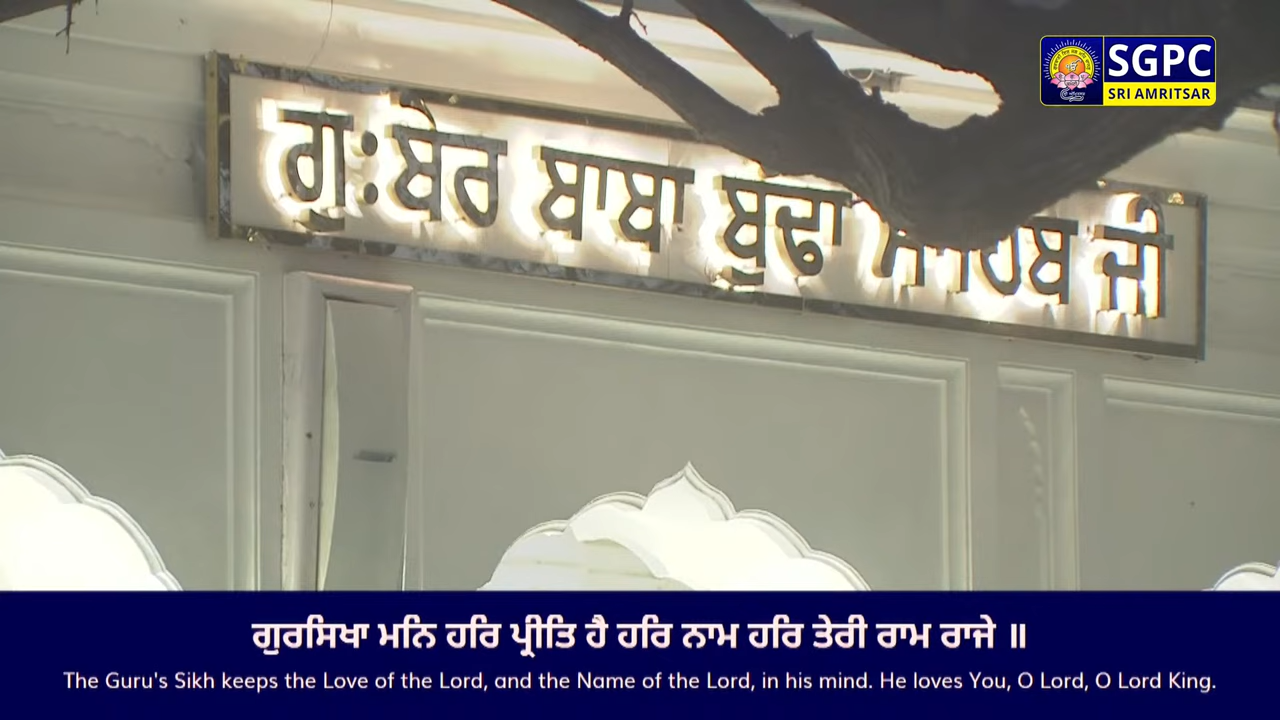 SGPC
SRI AMRITSAR
ਗੁ: ਬੇਰ ਬਾਬਾ ਬੁਢਾ ਜੀ
ਗੁਰਸਿਖਾ ਮਨਿ ਹਰਿ ਪ੍ਰੀਤਿ ਹੈ ਹਰਿ ਨਾਮ ਹਰਿ ਤੇਰੀ ਰਾਮ ਰਾਜੇ ॥
The Guru's Sikh keeps the Love of the Lord, and the Name of the Lord, in his mind. He loves You, O Lord, O Lord King.